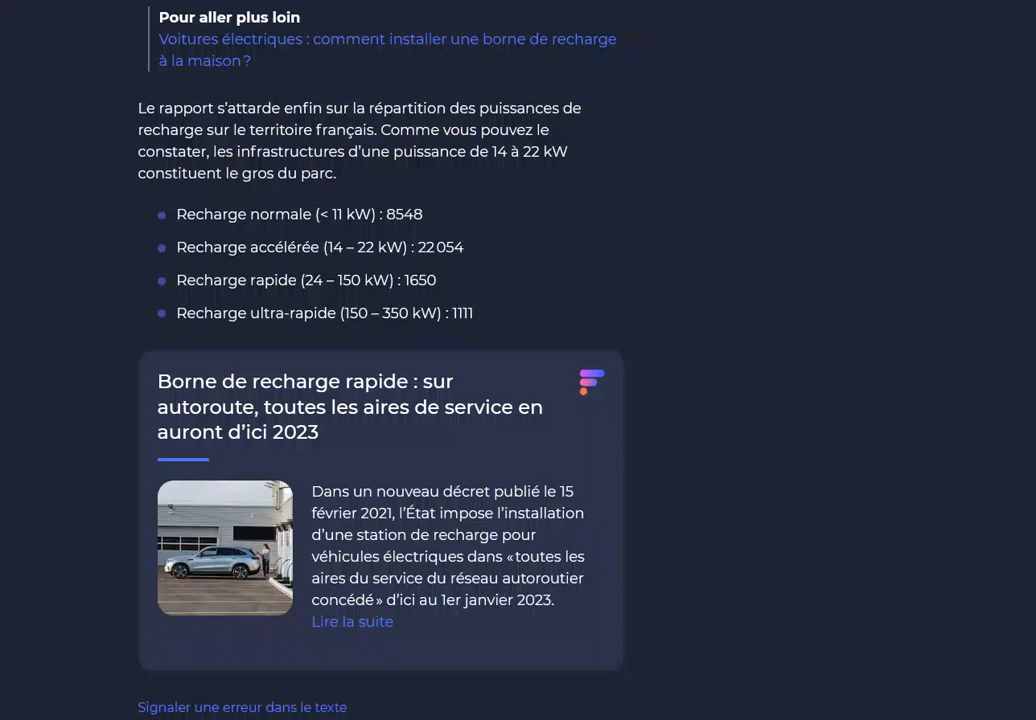 Pour aller plus loin
Voitures électriques : comment installer une borne de recharge
à la maison ?
Le rapport s’attarde enfin sur la répartition des puissances de
recharge sur le territoire français. Comme vous pouvez le
constater, les infrastructures d’une puissance de 14 à 22 kW
constituent le gros du parc.
Recharge normale (< 11 kW) : 8548
Recharge accélérée (14 – 22 kW) : 22 054
Recharge rapide (24 – 150 kW) : 1650
Recharge ultra-rapide (150 – 350 kW) : 1111
Borne de recharge rapide : sur
autoroute, toutes les aires de service en
auront d’ici 2023
Dans un nouveau décret publié le 15
février 2021, l’État impose l’installation
d’une station de recharge pour
véhicules électriques dans « toutes les
aires du service du réseau autoroutier
concédé » d’ici au 1er janvier 2023.
Lire la suite
Signaler une erreur dans le texte